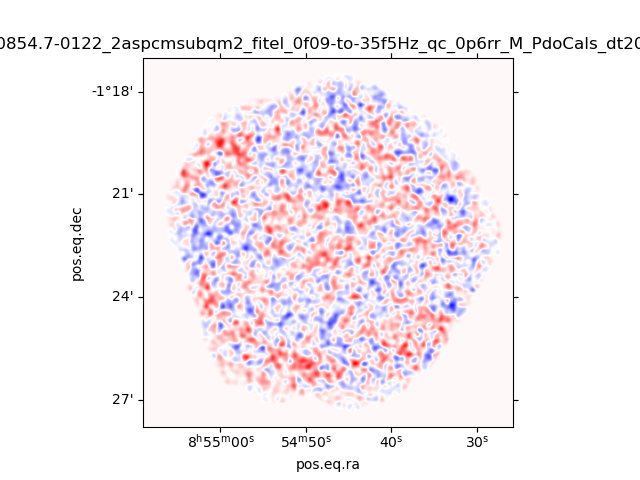 0854.7-0122_2aspcmsubqm2_fitel_0f09-to-35f5Hz_qc_0p6rr_M_PdoCals_dt20
-1°18'
21'
24'
27'
pos.eq.dec
8ʰ55ᵐ00ˢ 54ᵐ50ˢ 40ˢ 30ˢ
pos.eq.ra